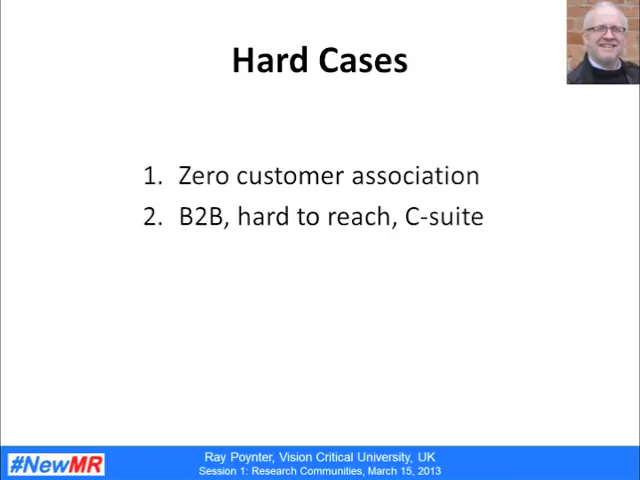 Hard Cases
1. Zero customer association
2. B2B, hard to reach, C-suite
#NewMR
Ray Poynter, Vision Critical University, UK
Session 1: Research Communities, March 15, 2013